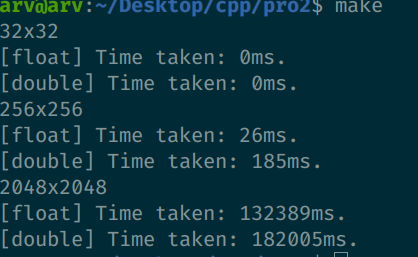 arv@arv:~/Desktop/cpp/pro2$ make
32x32
[float] Time taken: 0ms.
[double] Time taken: 0ms.
256x256
[float] Time taken: 26ms.
[double] Time taken: 185ms.
2048x2048
[float] Time taken: 132389ms.
[double] Time taken: 182005ms.